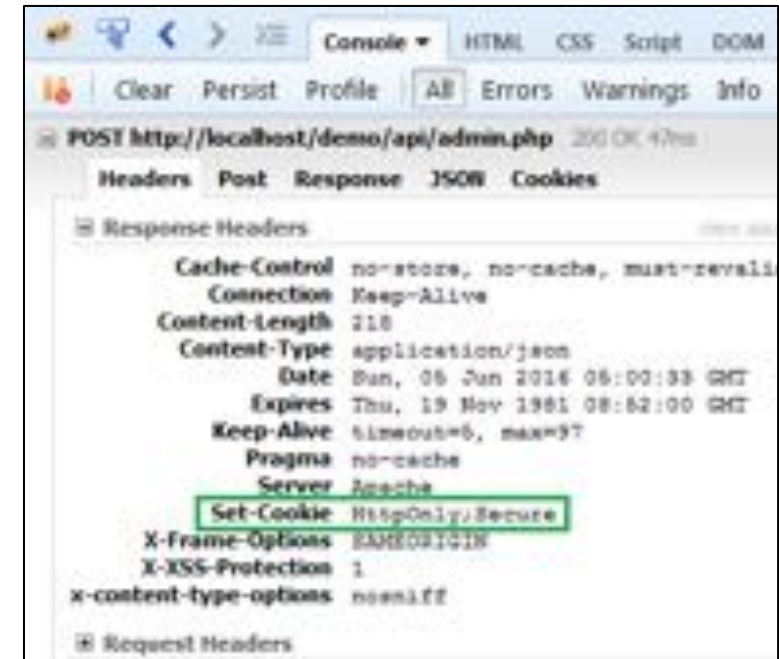 Console HTML CSS Script DOM
Clear Persist Profile All Errors Warnings Info
POST http://localhost/demo/api/admin.php 200 OK 47ms
Headers Post Response JSON Cookies
Response Headers
Cache-Control no-store, no-cache, must-revali
Connection Keep-Alive
Content-Length 218
Content-Type application/json
Date Sun, 05 Jun 2016 05:00:33 GMT
Expires Thu, 19 Nov 1981 08:52:00 GMT
Keep-Alive timeout=5, max=97
Pragma no-cache
Server Apache
Set-Cookie HttpOnly;Secure
X-Frame-Options SAMEORIGIN
X-XSS-Protection 1
x-content-type-options nosniff
Request Headers